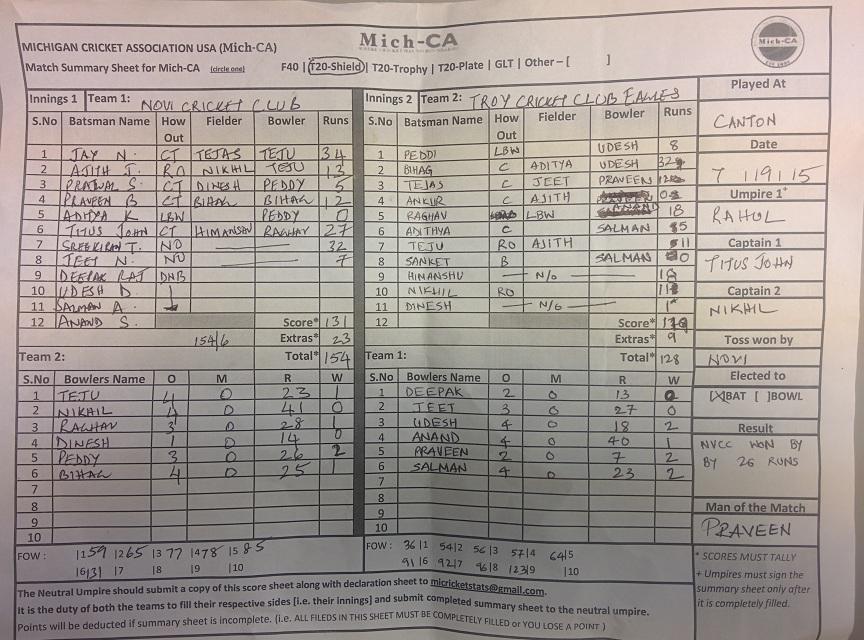 Mich-CA
MICHIGAN CRICKET ASSOCIATION USA (Mich-CA)
Match Summary Sheet for Mich-CA (circle one) F40 | T20-Shield | T20-Trophy | T20-Plate | GLT | Other – [ ]
Mich-CA
Innings 1 Team 1: NOVI CRICKET CLUB
S.No Batsman Name How Out Fielder Bowler Runs
1 JAY N. CT TEJAS TEJU 34
2 AJITH J. RO NIKHIL TEJU 13
3 PRAJWAL S. CT DINESH PEDDY 5
4 PRAVEEN B CT BIHAG BIHAG 12
5 ADITHYA K LBW PEDDY 0
6 TITUS JOHN CT HIMANSHU RAGHAV 27
7 SREEKIRAN T. NO 32
8 JEET N. NO 7
9 DEEPAK RAJ DNB
10 UDESH D.
11 SALMAN A.
12 ANAND S.
Score* 131
154/6 Extras* 23
Total* 154
Innings 2 Team 2: TROY CRICKET CLUB EAGLES
S.No Batsman Name How Out Fielder Bowler Runs
1 PEDDI LBW UDESH 8
2 BIHAG C ADITYA UDESH 32
3 TEJAS C JEET PRAVEEN
4 ANKUR C AJITH
5 RAGHAV LBW 18
6 ADITHYA C SALMAN
7 TEJU RO AJITH 11
8 SANKET B SALMAN 0
9 HIMANSHU N/O
10 NIKHIL RO
11 DINESH N/O
12 Score*
Extras* 9
Total* 128
Team 2:
S.No Bowlers Name O M R W
1 TEJU 4 0 23 1
2 NIKHIL 4 0 41 0
3 RAGHAV 3 0 28 1
4 DINESH 1 0 14 0
5 PEDDY 3 0 26 2
6 BIHAG 4 0 25 1
7
8
9
10
FOW : |1 59 |2 65 |3 77 |4 78 |5 85
|6 131 |7 |8 |9 |10
Team 1:
S.No Bowlers Name O M R W
1 DEEPAK 2 0 13 0
2 JEET 3 0 27 0
3 UDESH 4 0 18 2
4 ANAND 4 0 40 1
5 PRAVEEN 2 0 7 2
6 SALMAN 4 0 23 2
7
8
9
10
FOW : 36|1 54|2 56|3 57|4 64|5
91|6 92|7 96|8 123|9 |10
Played At
CANTON
Date
7/19/15
Umpire 1+
RAHUL
Captain 1
TITUS JOHN
Captain 2
NIKHIL
Toss won by
NOVI
Elected to
[X]BAT [ ]BOWL
Result
NVCC WON BY
BY 26 RUNS
Man of the Match
PRAVEEN
* SCORES MUST TALLY
+ Umpires must sign the
summary sheet only after
it is completely filled.
The Neutral Umpire should submit a copy of this score sheet along with declaration sheet to micricketstats@gmail.com.
It is the duty of both the teams to fill their respective sides [i.e. their innings] and submit completed summary sheet to the neutral umpire.
Points will be deducted if summary sheet is incomplete. (i.e. ALL FILEDS IN THIS SHEET MUST BE COMPLETELY FILLED or YOU LOSE A POINT )